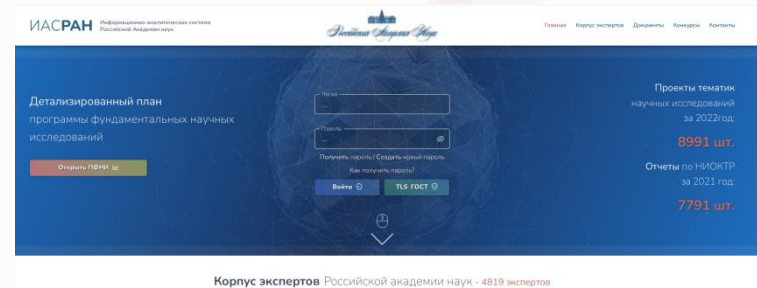 ИАСРАН
Информационно-аналитическая система
Российской Академии наук
Российская Академия Наук
Главная Корпус экспертов Документы Конкурсы Контакты
Детализированный план
программы фундаментальных научных
исследований
Открыть ПФНИ
Логин
...
Пароль
...
Получить пароль / Создать новый пароль
Как получить пароль?
Войти
TLS ГОСТ
Проекты тематик
научных исследований
за 2022год:
8991 шт.
Отчеты по НИОКТР
за 2021 год:
7791 шт.
Корпус экспертов Российской академии наук - 4819 экспертов